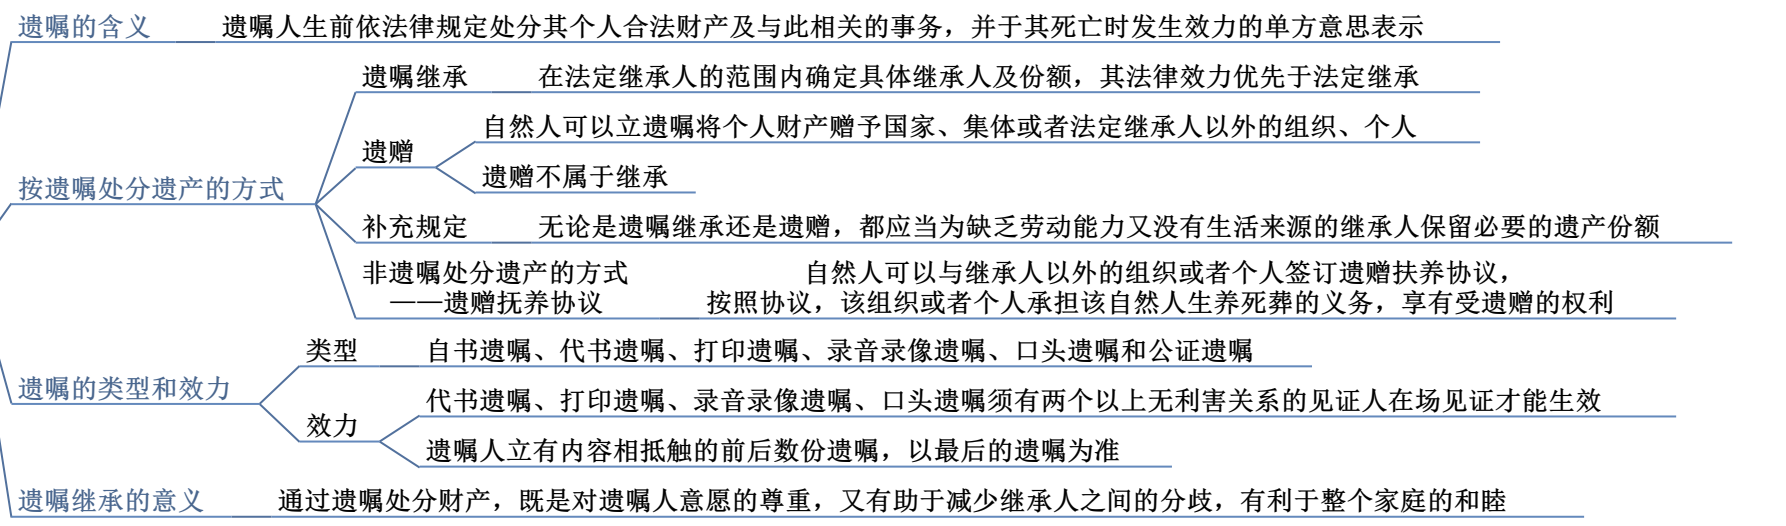 遗嘱的含义 遗嘱人生前依法律规定处分其个人合法财产及与此相关的事务，并于其死亡时发生效力的单方意思表示
遗嘱继承 在法定继承人的范围内确定具体继承人及份额，其法律效力优先于法定继承
自然人可以立遗嘱将个人财产赠予国家、集体或者法定继承人以外的组织、个人
遗赠
遗赠不属于继承
按遗嘱处分遗产的方式
补充规定 无论是遗嘱继承还是遗赠，都应当为缺乏劳动能力又没有生活来源的继承人保留必要的遗产份额
非遗嘱处分遗产的方式
——遗赠抚养协议
自然人可以与继承人以外的组织或者个人签订遗赠扶养协议，
按照协议，该组织或者个人承担该自然人生养死葬的义务，享有受遗赠的权利
类型 自书遗嘱、代书遗嘱、打印遗嘱、录音录像遗嘱、口头遗嘱和公证遗嘱
遗嘱的类型和效力
代书遗嘱、打印遗嘱、录音录像遗嘱、口头遗嘱须有两个以上无利害关系的见证人在场见证才能生效
效力
遗嘱人立有内容相抵触的前后数份遗嘱，以最后的遗嘱为准
遗嘱继承的意义 通过遗嘱处分财产，既是对遗嘱人意愿的尊重，又有助于减少继承人之间的分歧，有利于整个家庭的和睦